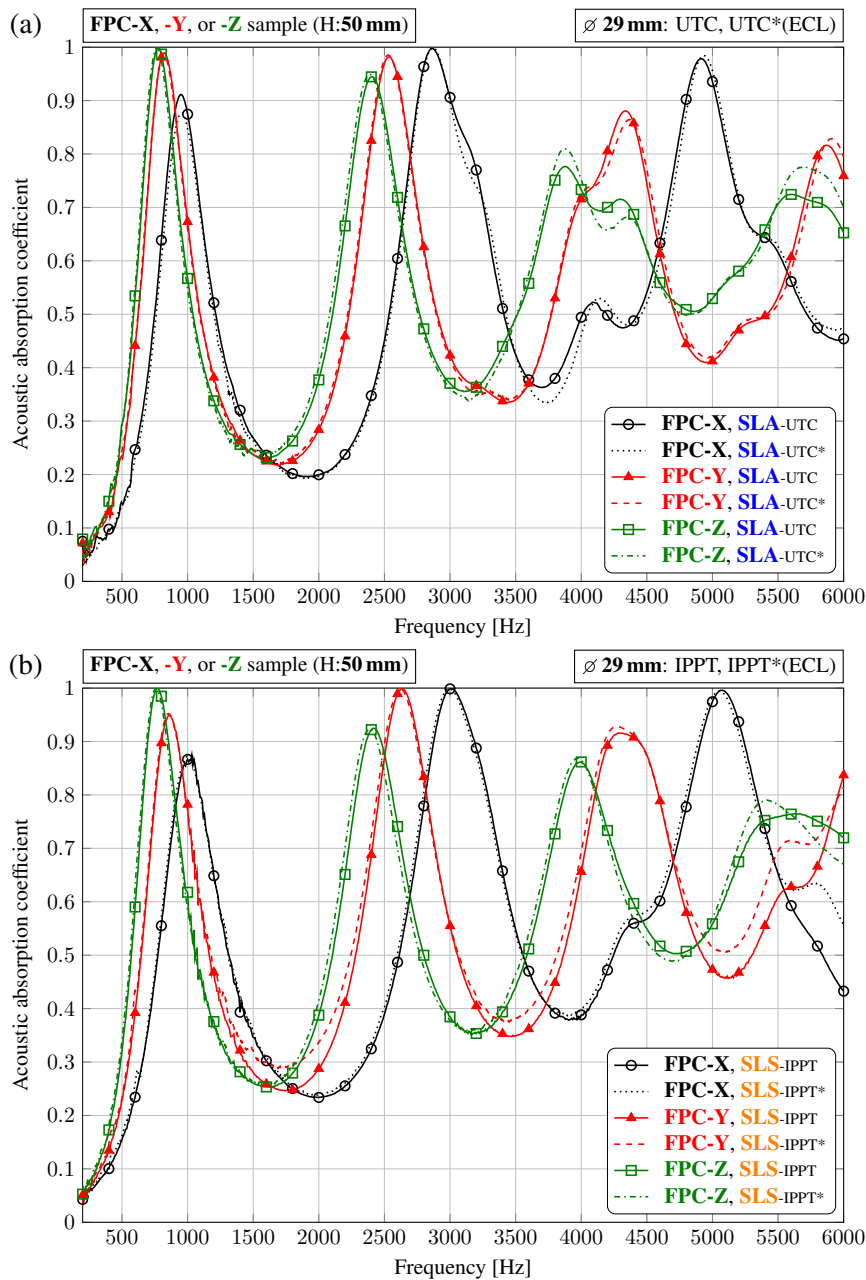 (a)
FPC-X, -Y, or -Z sample (H:50 mm)
⌀ 29 mm: UTC, UTC*(ECL)
Acoustic absorption coefficient
1
0.9
0.8
0.7
0.6
0.5
0.4
0.3
0.2
0.1
0
FPC-X, SLA-UTC
FPC-X, SLA-UTC*
FPC-Y, SLA-UTC
FPC-Y, SLA-UTC*
FPC-Z, SLA-UTC
FPC-Z, SLA-UTC*
500 1000 1500 2000 2500 3000 3500 4000 4500 5000 5500 6000
Frequency [Hz]
(b)
FPC-X, -Y, or -Z sample (H:50 mm)
⌀ 29 mm: IPPT, IPPT*(ECL)
Acoustic absorption coefficient
1
0.9
0.8
0.7
0.6
0.5
0.4
0.3
0.2
0.1
0
FPC-X, SLS-IPPT
FPC-X, SLS-IPPT*
FPC-Y, SLS-IPPT
FPC-Y, SLS-IPPT*
FPC-Z, SLS-IPPT
FPC-Z, SLS-IPPT*
500 1000 1500 2000 2500 3000 3500 4000 4500 5000 5500 6000
Frequency [Hz]